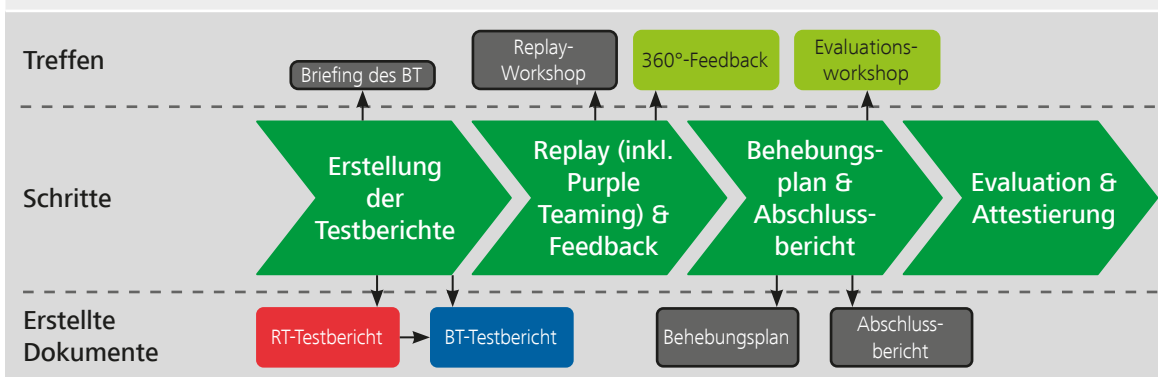 Treffen
Briefing des BT
Replay-
Workshop
360°-Feedback
Evaluations-
workshop
Schritte
Erstellung
der
Testberichte
Replay (inkl.
Purple
Teaming) &
Feedback
Behebungs-
plan &
Abschluss-
bericht
Evaluation &
Attestierung
Erstellte
Dokumente
RT-Testbericht
BT-Testbericht
Behebungsplan
Abschluss-
bericht